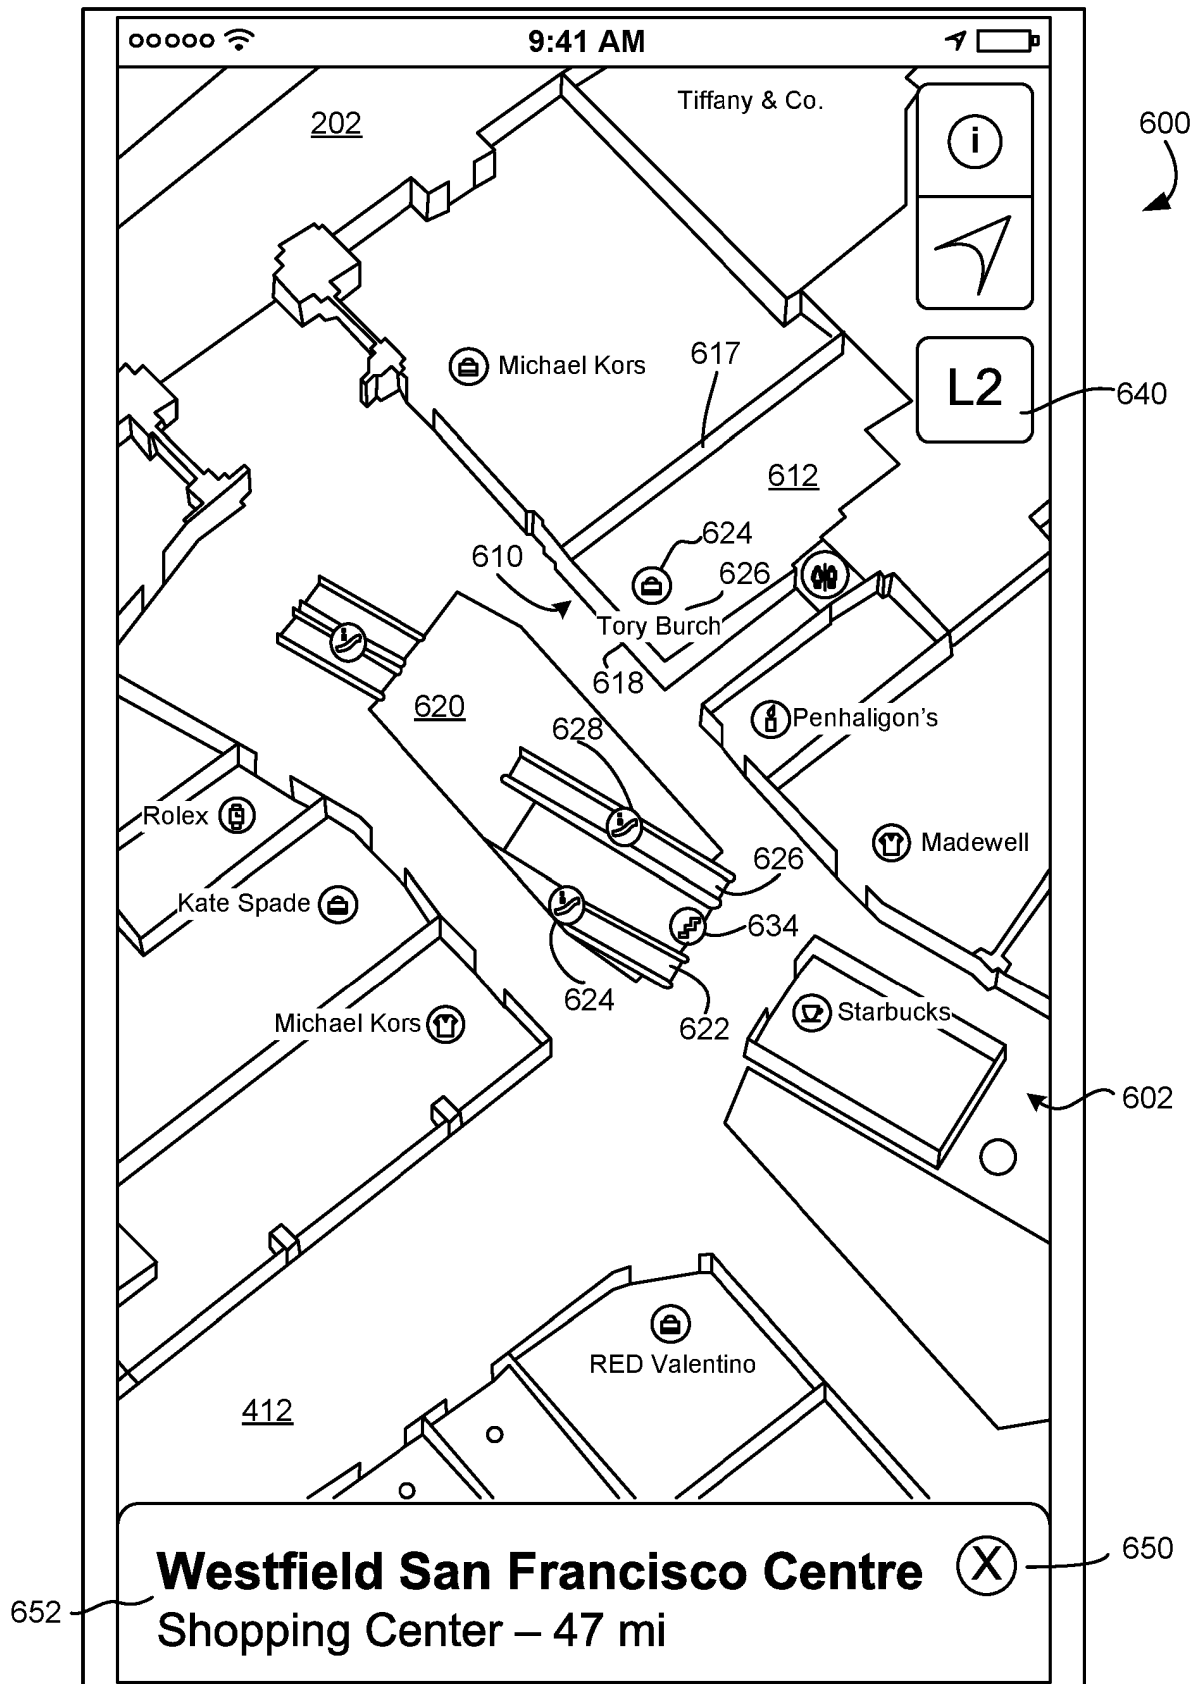 9:41 AM
Tiffany & Co.
202
i
600
Michael Kors
617
L2
640
612
624
610
626
Tory Burch
618
620
628
Penhaligon's
Rolex
Madewell
626
Kate Spade
634
624
Michael Kors
622
Starbucks
602
RED Valentino
412
Westfield San Francisco Centre
X
650
652
Shopping Center – 47 mi